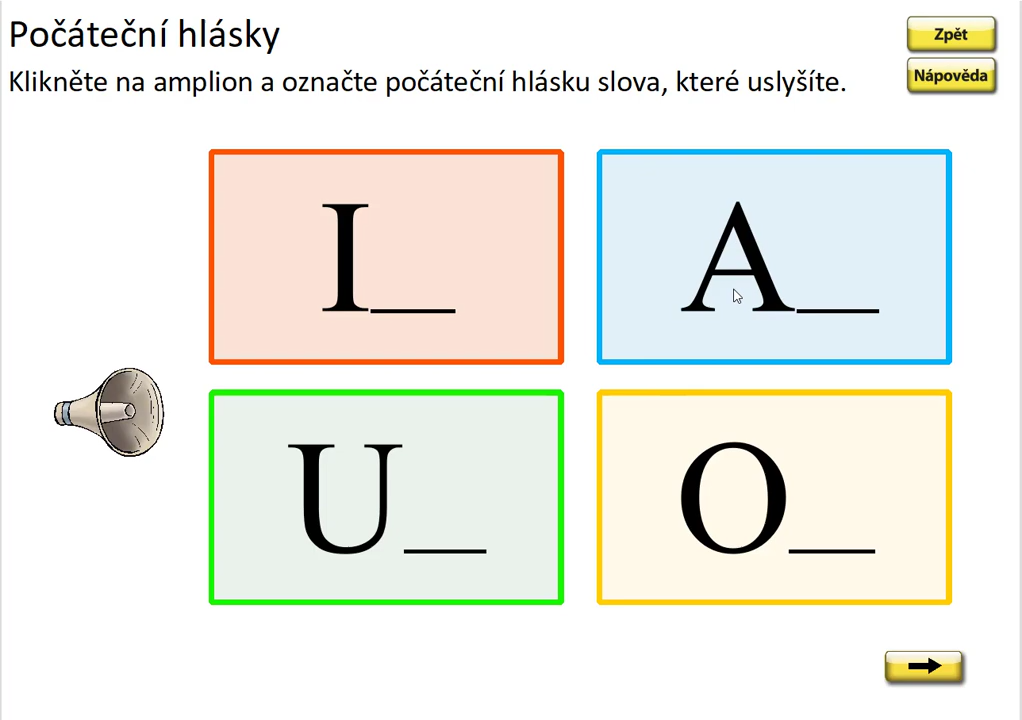 Počáteční hlásky
Zpět
Klikněte na amplion a označte počáteční hlásku slova, které uslyšíte.
Nápověda
I__
A__
U__
O__